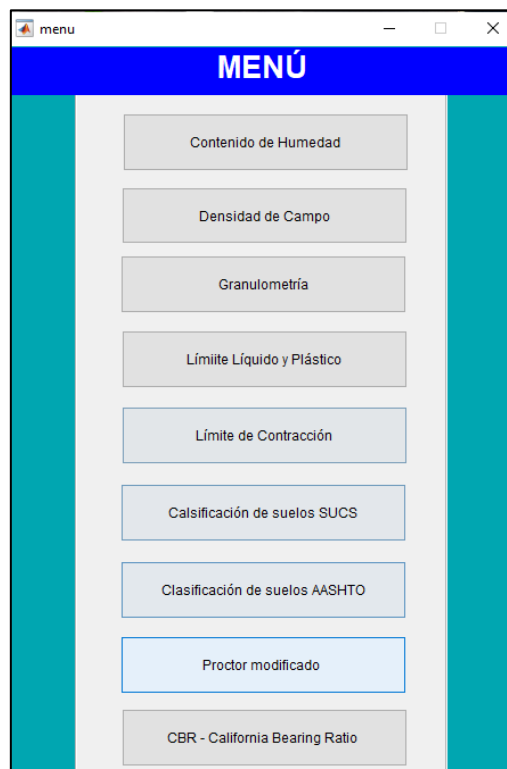 menu
MENÚ
Contenido de Humedad
Densidad de Campo
Granulometría
Límiite Líquido y Plástico
Límite de Contracción
Calsificación de suelos SUCS
Clasificación de suelos AASHTO
Proctor modificado
CBR - California Bearing Ratio